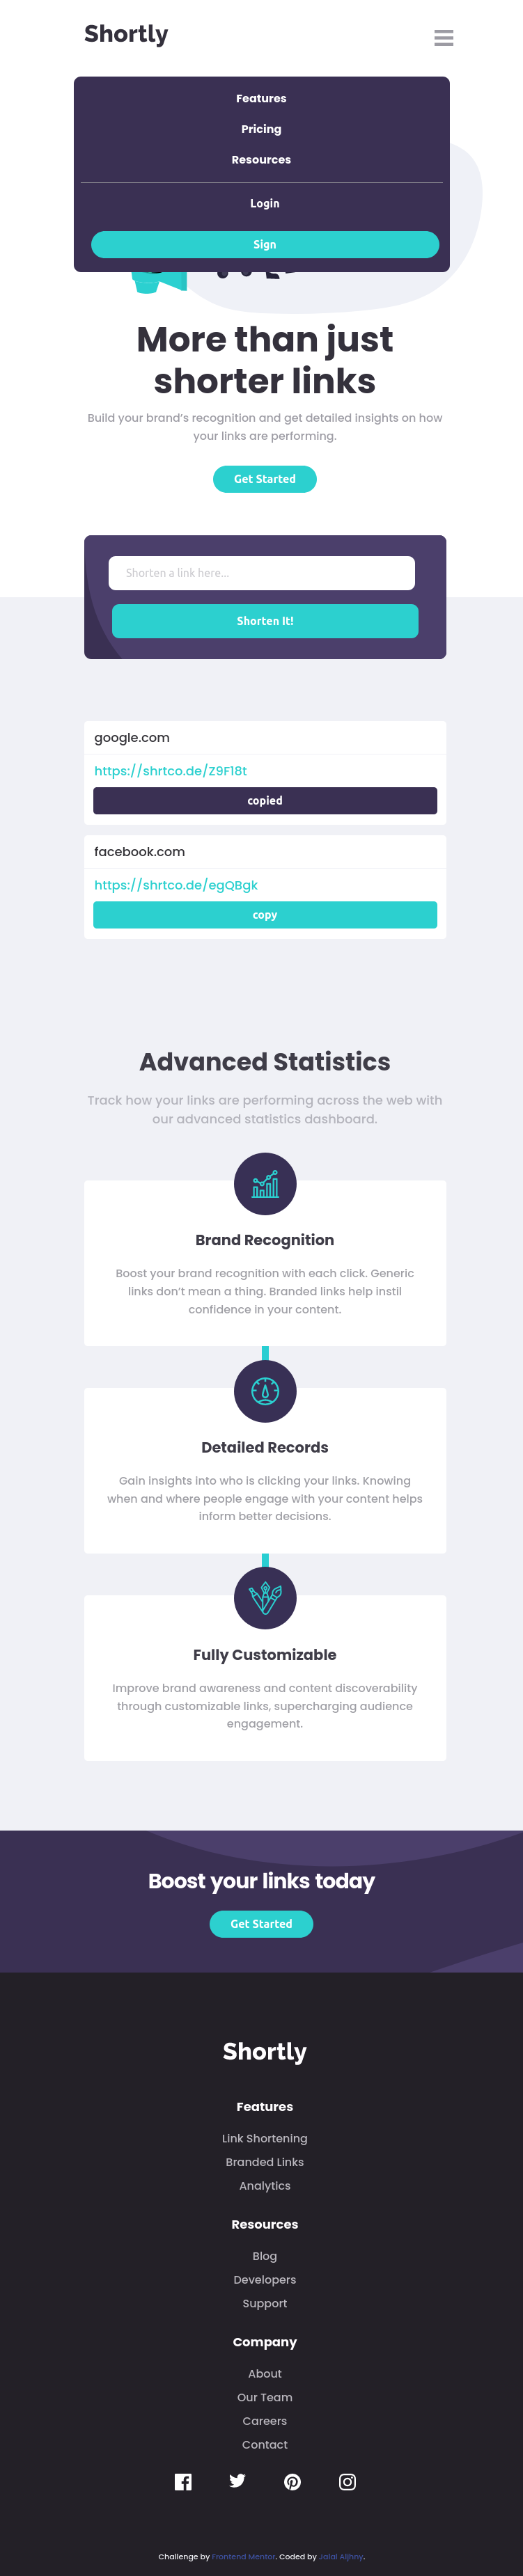 Shortly
Features
Pricing
Resources
Login
Sign
More than just
shorter links
Build your brand's recognition and get detailed insights on how
your links are performing.
Get Started
Shorten a link here...
Shorten It!
google.com
https://shrtco.de/Z9F18t
copied
facebook.com
https://shrtco.de/egQBgk
copy
Advanced Statistics
Track how your links are performing across the web with
our advanced statistics dashboard.
Brand Recognition
Boost your brand recognition with each click. Generic
links don't mean a thing. Branded links help instil
confidence in your content.
Detailed Records
Gain insights into who is clicking your links. Knowing
when and where people engage with your content helps
inform better decisions.
Fully Customizable
Improve brand awareness and content discoverability
through customizable links, supercharging audience
engagement.
Boost your links today
Get Started
Shortly
Features
Link Shortening
Branded Links
Analytics
Resources
Blog
Developers
Support
Company
About
Our Team
Careers
Contact
Challenge by Frontend Mentor. Coded by Jalal Aljhny.